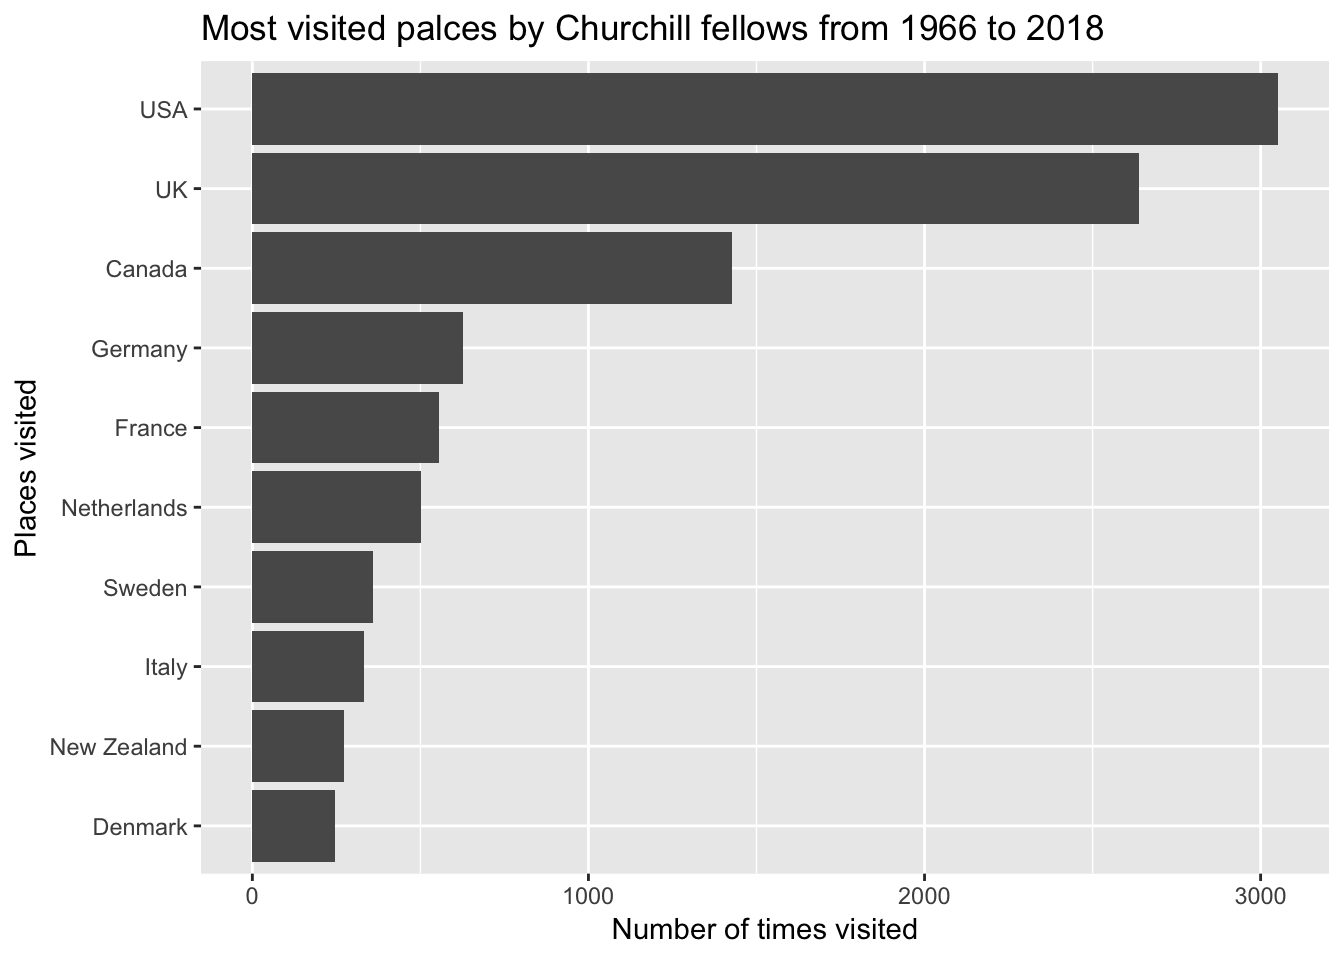 Most visited palces by Churchill fellows from 1966 to 2018
Places visited
USA
UK
Canada
Germany
France
Netherlands
Sweden
Italy
New Zealand
Denmark
0 1000 2000 3000
Number of times visited